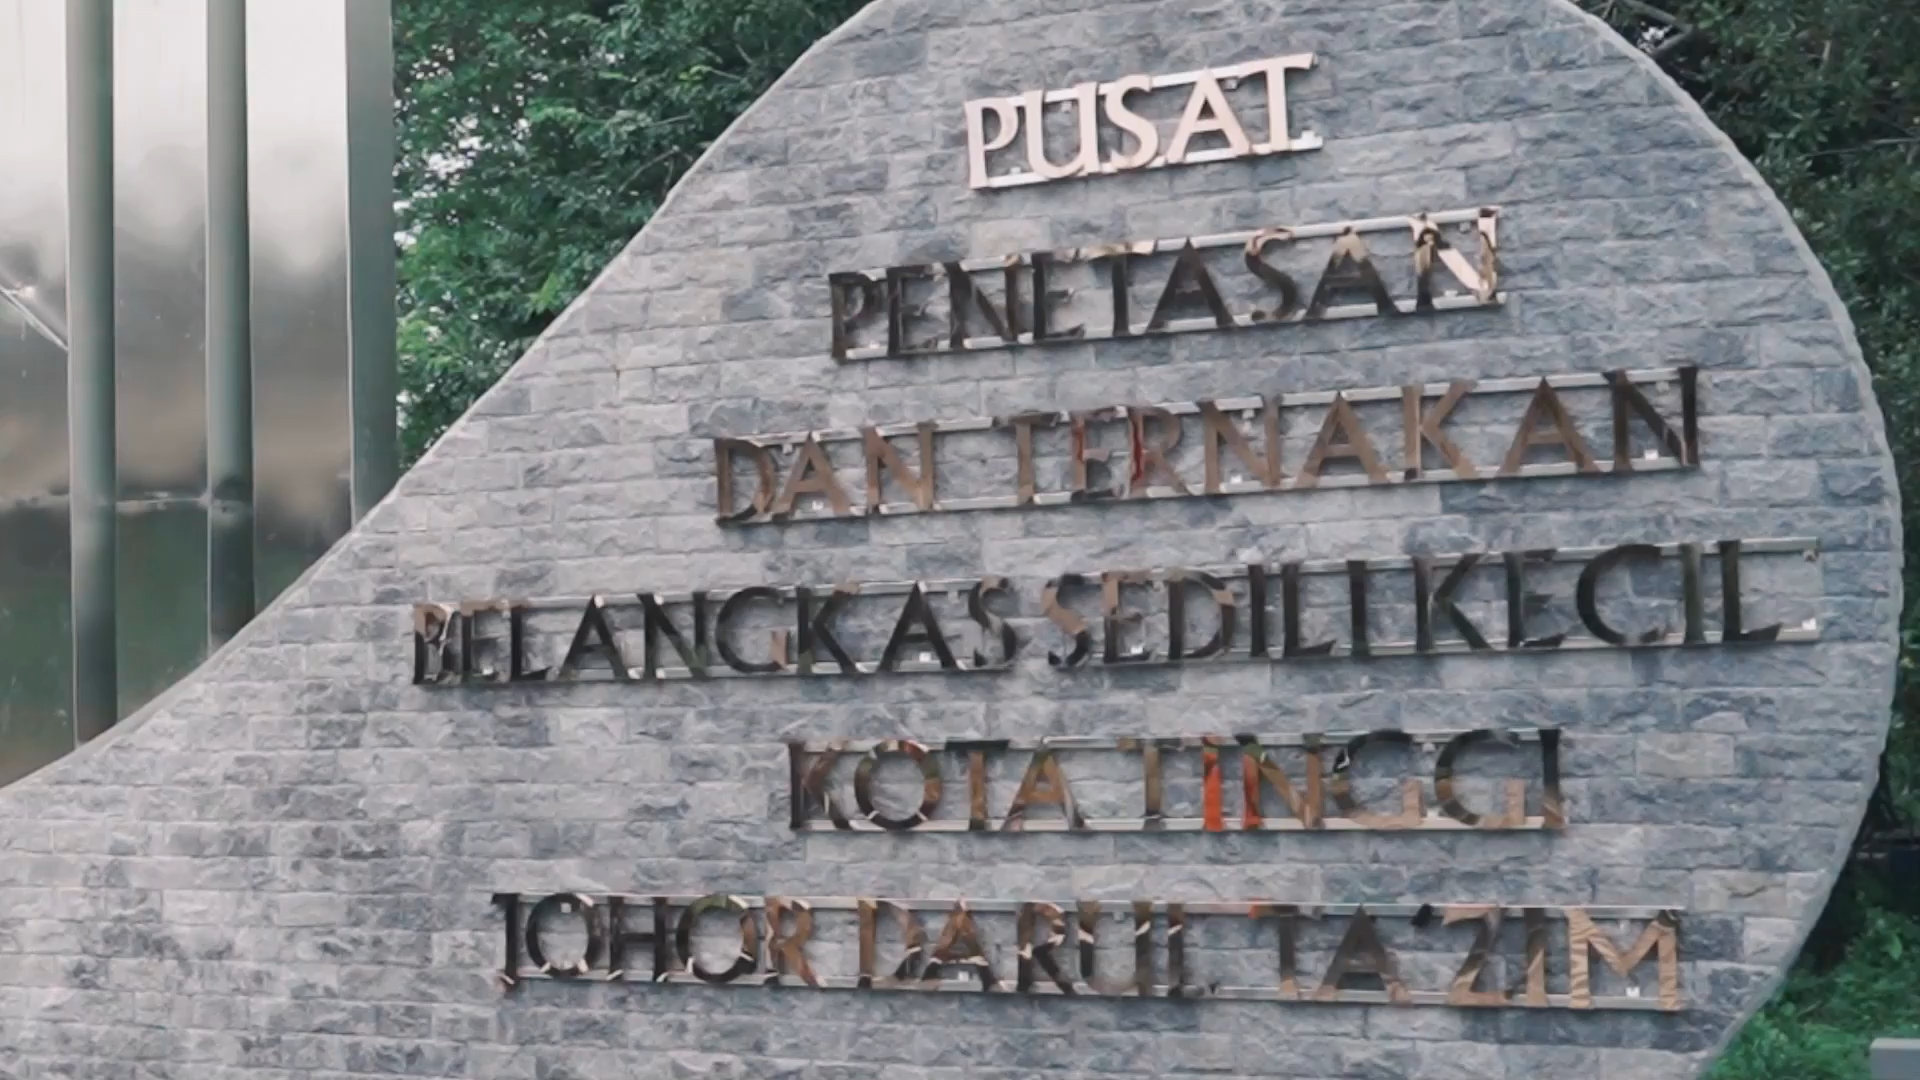 PUSAT
PENETASAN
DAN TERNAKAN
BELANGKAS SEDILI KECIL
KOTA TINGGI
JOHOR DARUL TA'ZIM